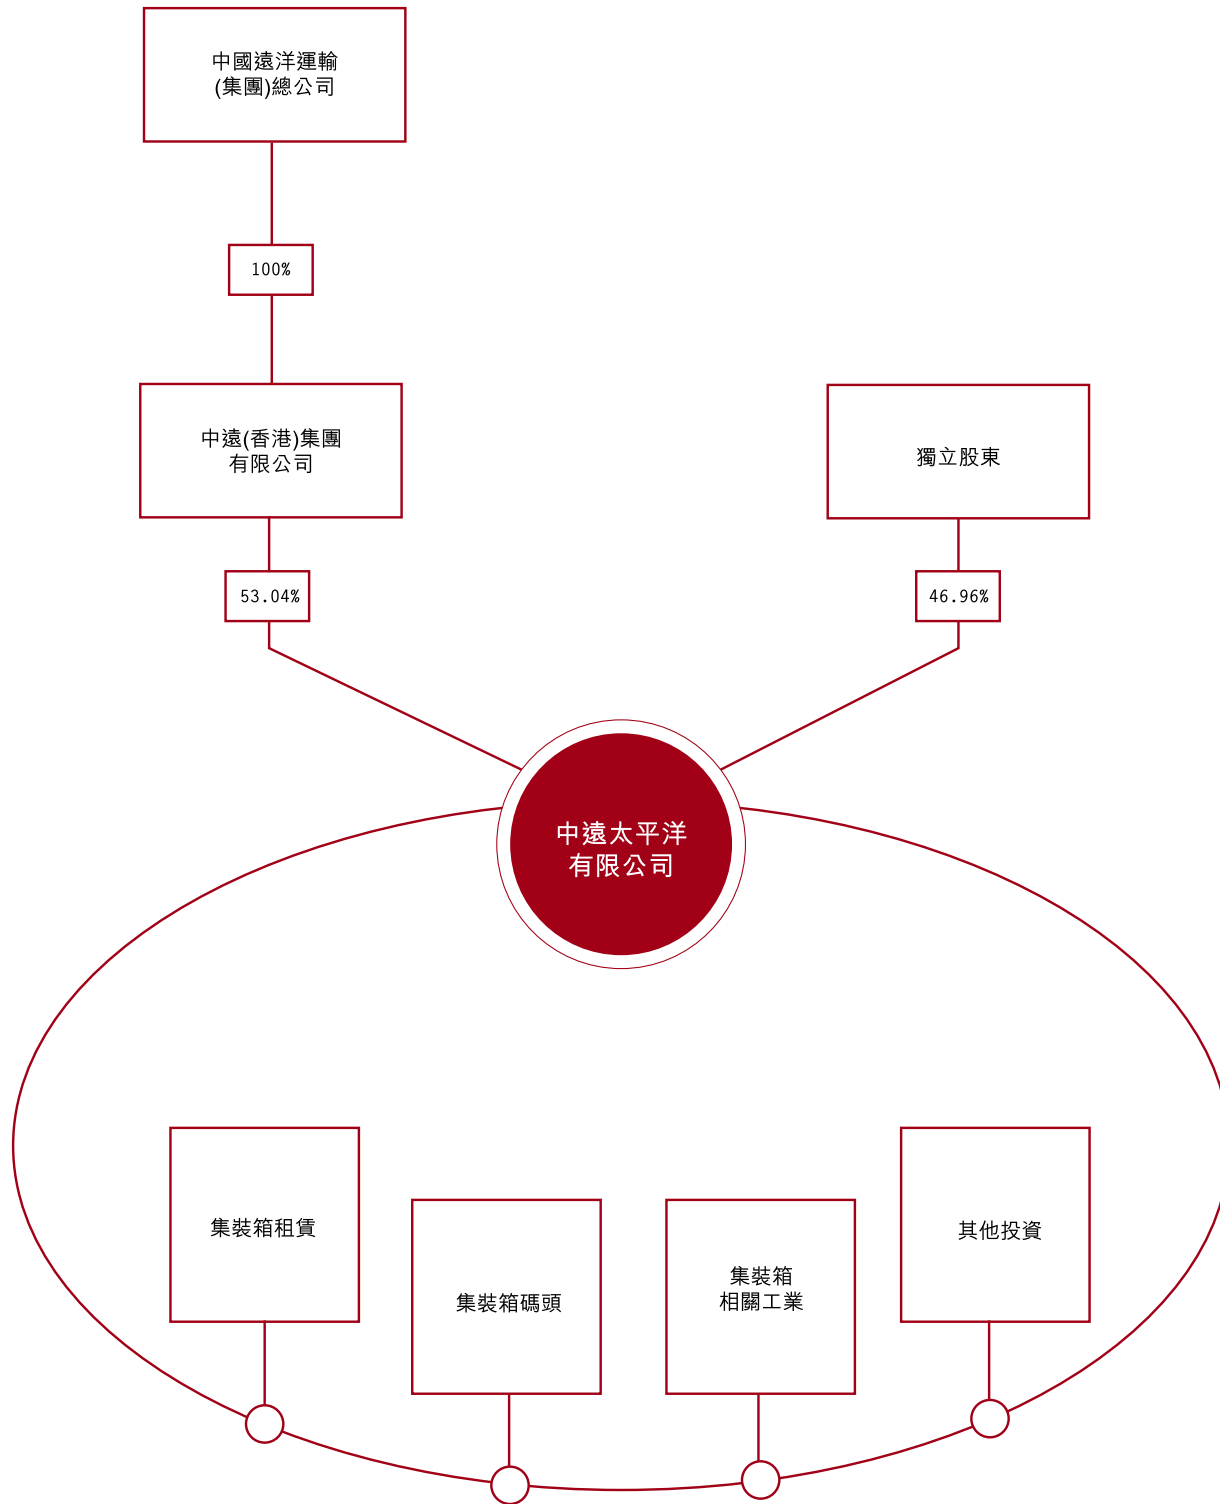 中國遠洋運輸
(集團)總公司
100%
中遠(香港)集團
有限公司
獨立股東
53.04%
46.96%
中遠太平洋
有限公司
集裝箱租賃
集裝箱碼頭
集裝箱
相關工業
其他投資